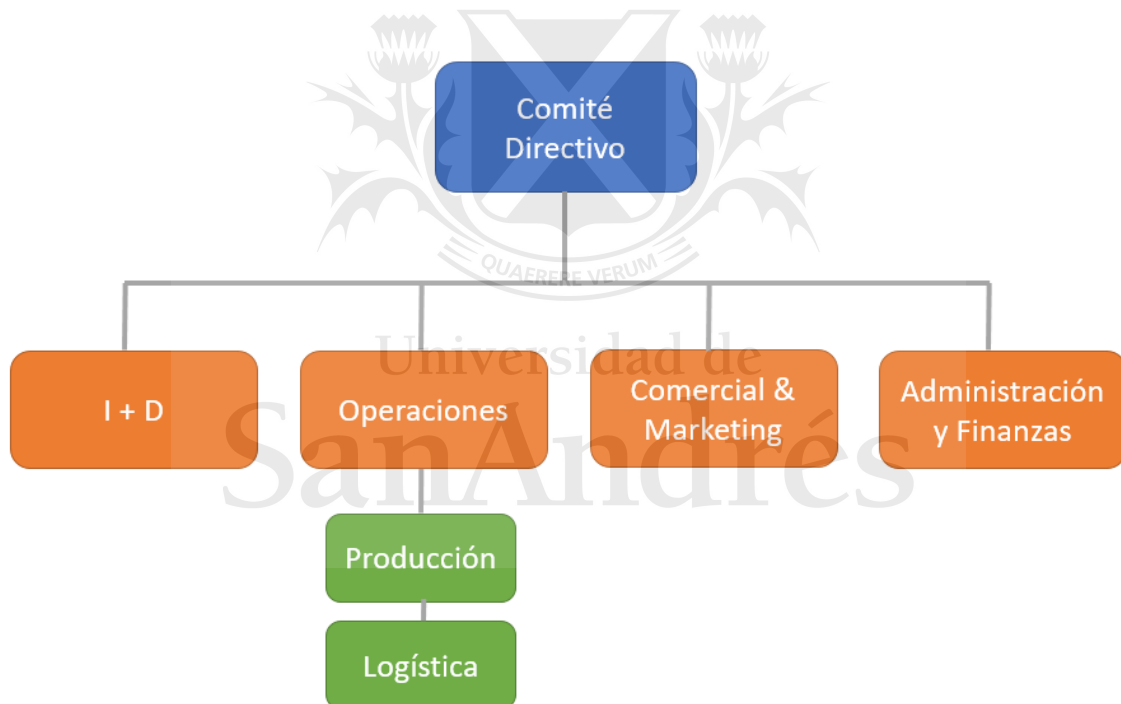 Comité
Directivo
QUAERERE VERUM
Universidad de
SanAndrés
I + D
Operaciones
Comercial &
Marketing
Administración
y Finanzas
Producción
Logística